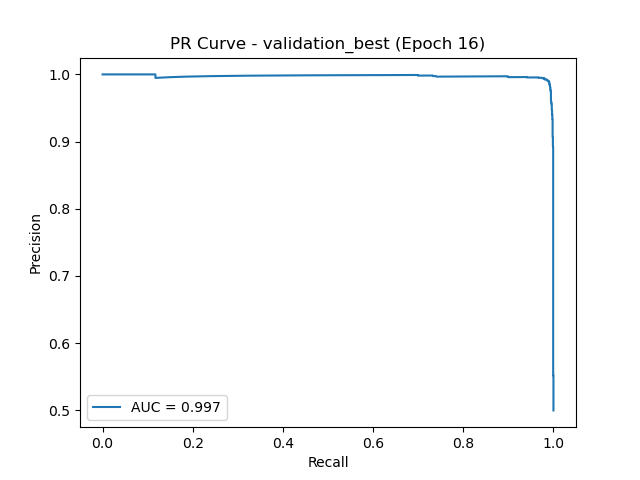 PR Curve - validation_best (Epoch 16)
1.0
0.9
0.8
0.7
0.6
0.5
Precision
AUC = 0.997
0.0 0.2 0.4 0.6 0.8 1.0
Recall